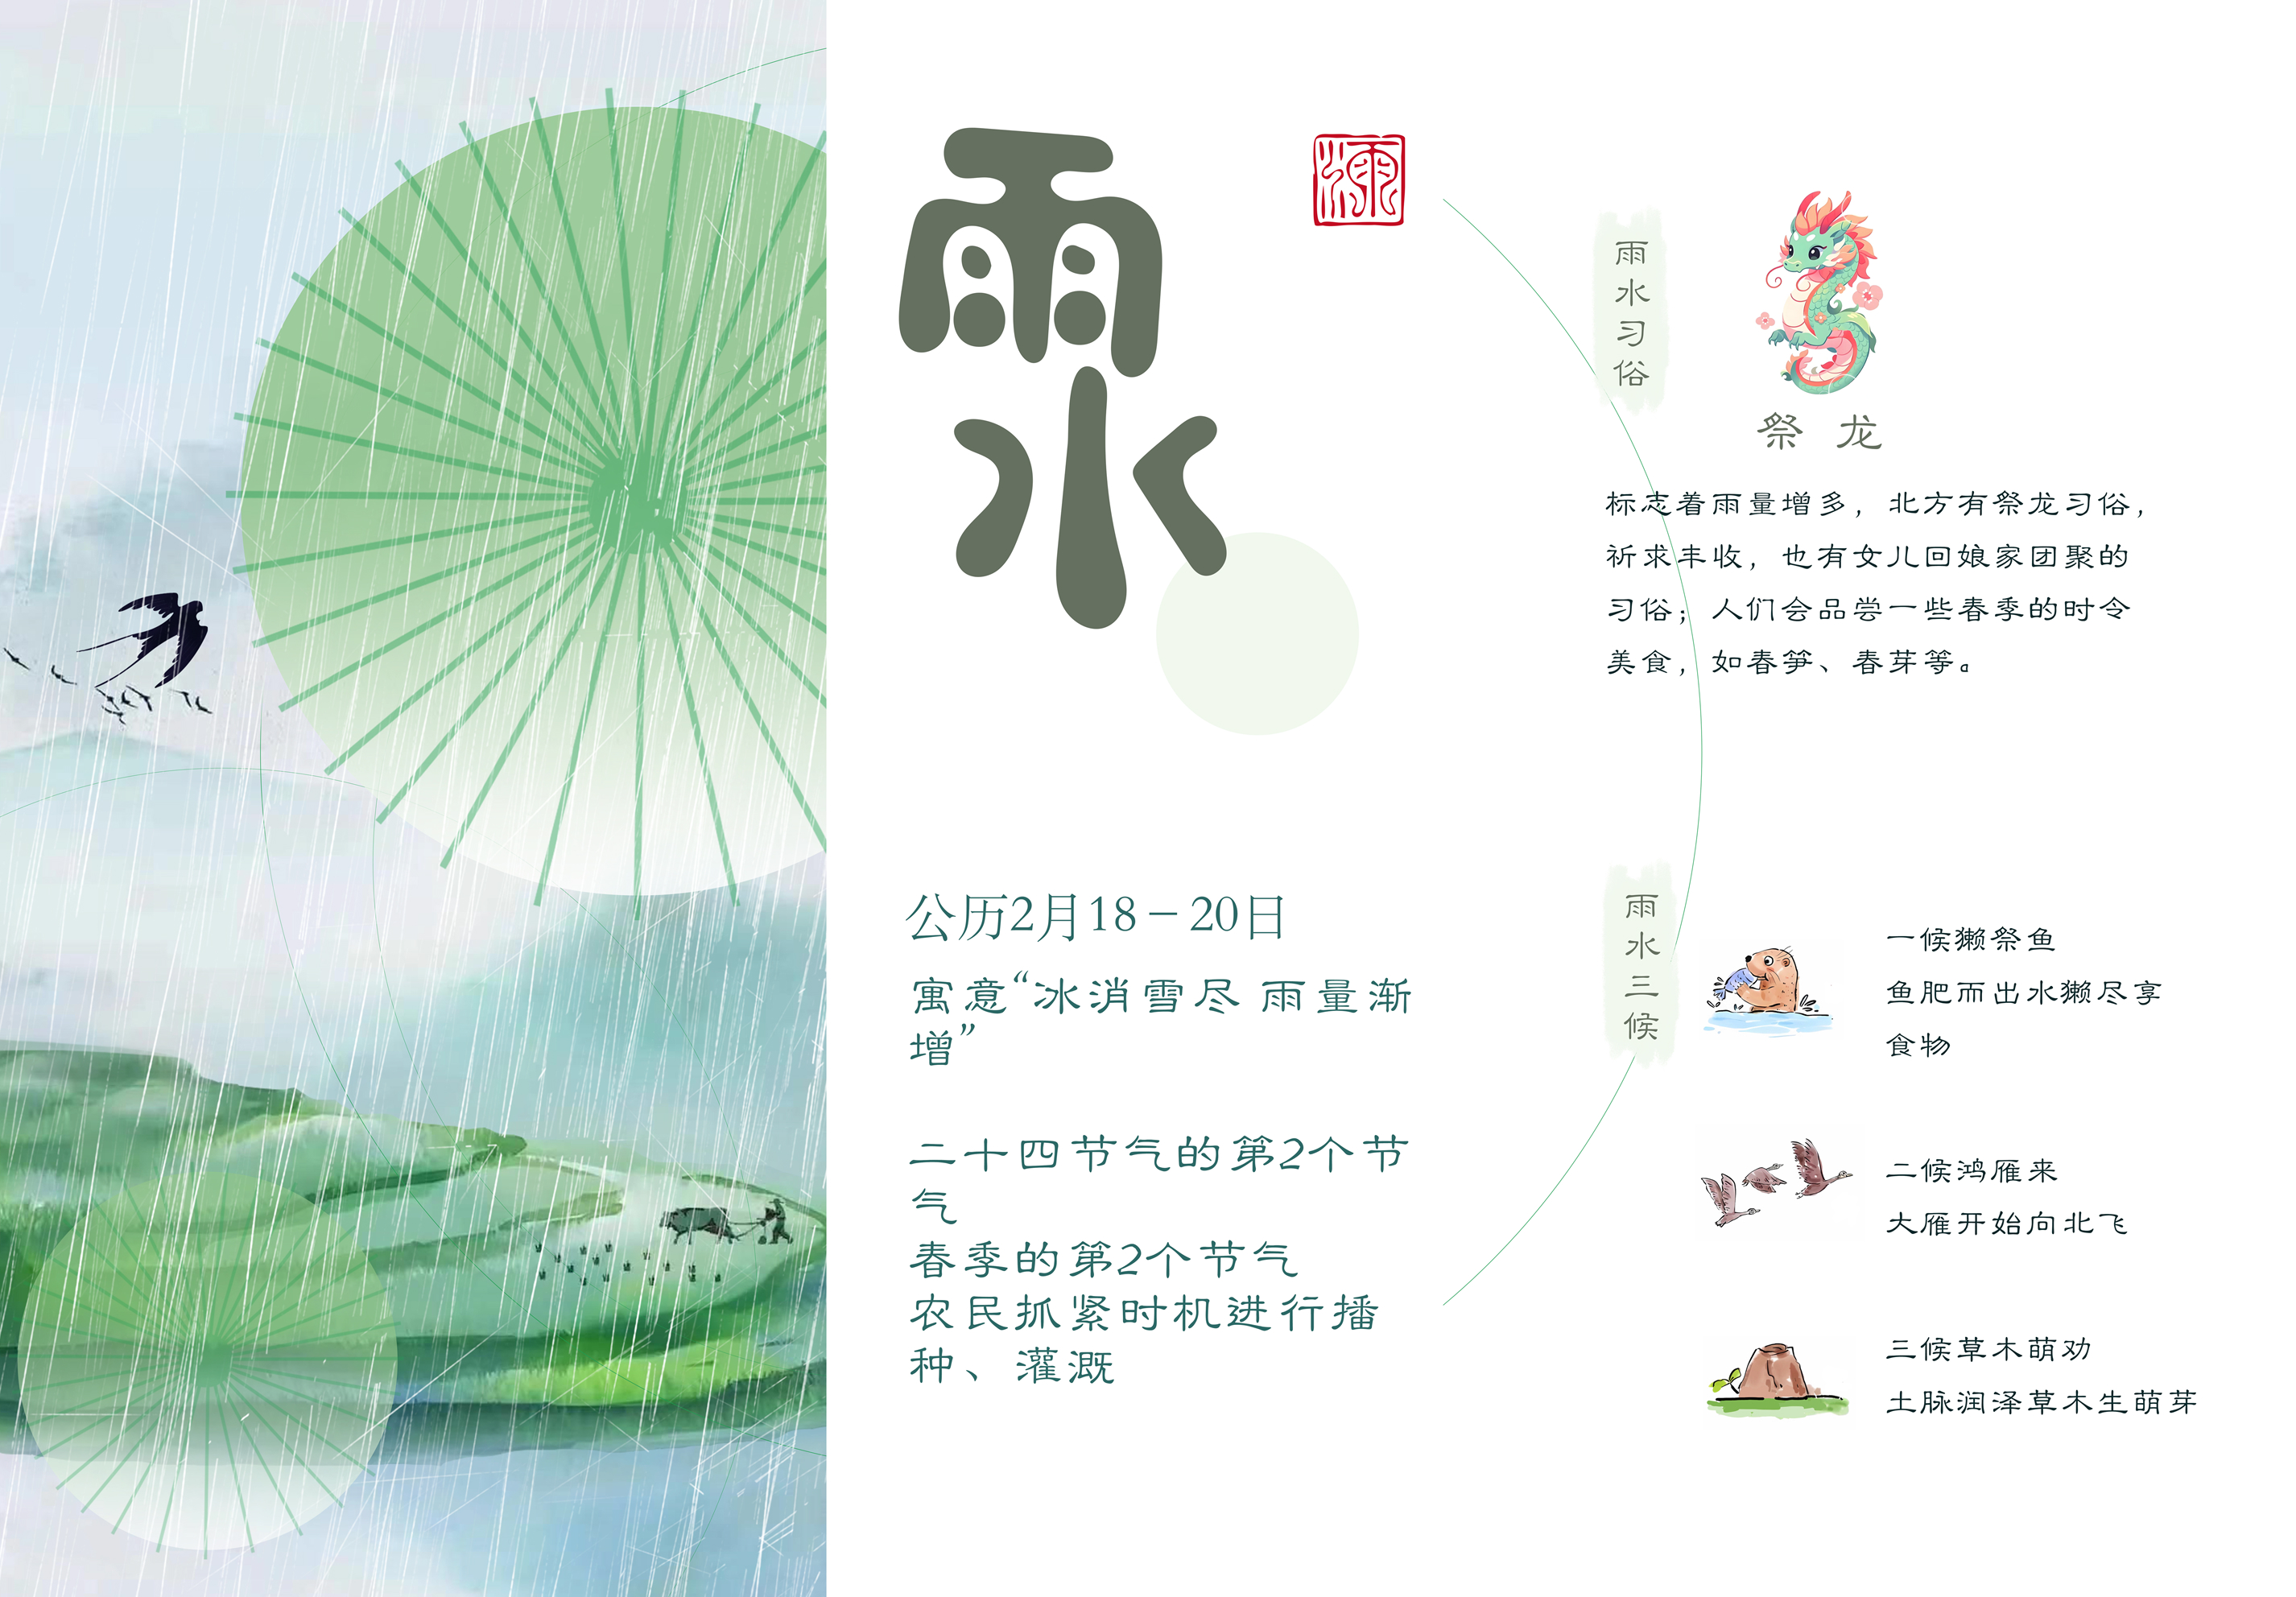 雨
水
公历2月18－20日
寓意“冰消雪尽 雨量渐
增”
二十四节气的第2个节
气
春季的第2个节气
农民抓紧时机进行播
种、灌溉
雨水习俗
祭龙
标志着雨量增多，北方有祭龙习俗，
祈求丰收，也有女儿回娘家团聚的
习俗；人们会品尝一些春季的时令
美食，如春笋、春芽等。
雨水三候
一候獭祭鱼
鱼肥而出水獭尽享
食物
二候鸿雁来
大雁开始向北飞
三候草木萌劝
土脉润泽草木生萌芽